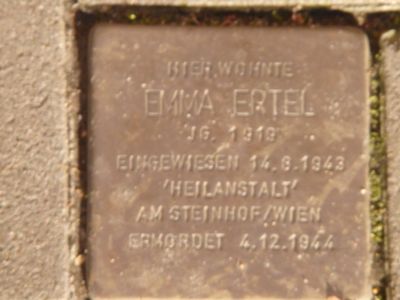 HIER WOHNTE
EMMA ERTEL
JG. 1919
EINGEWIESEN 14.8.1943
'HEILANSTALT'
AM STEINHOF/WIEN
ERMORDET 4.12.1944